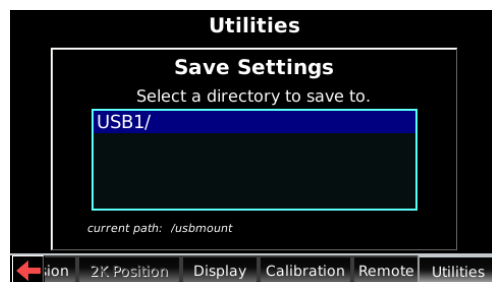 Utilities
Save Settings
Select a directory to save to.
USB1/
current path: /usbmount
2K Position Display Calibration Remote Utilities